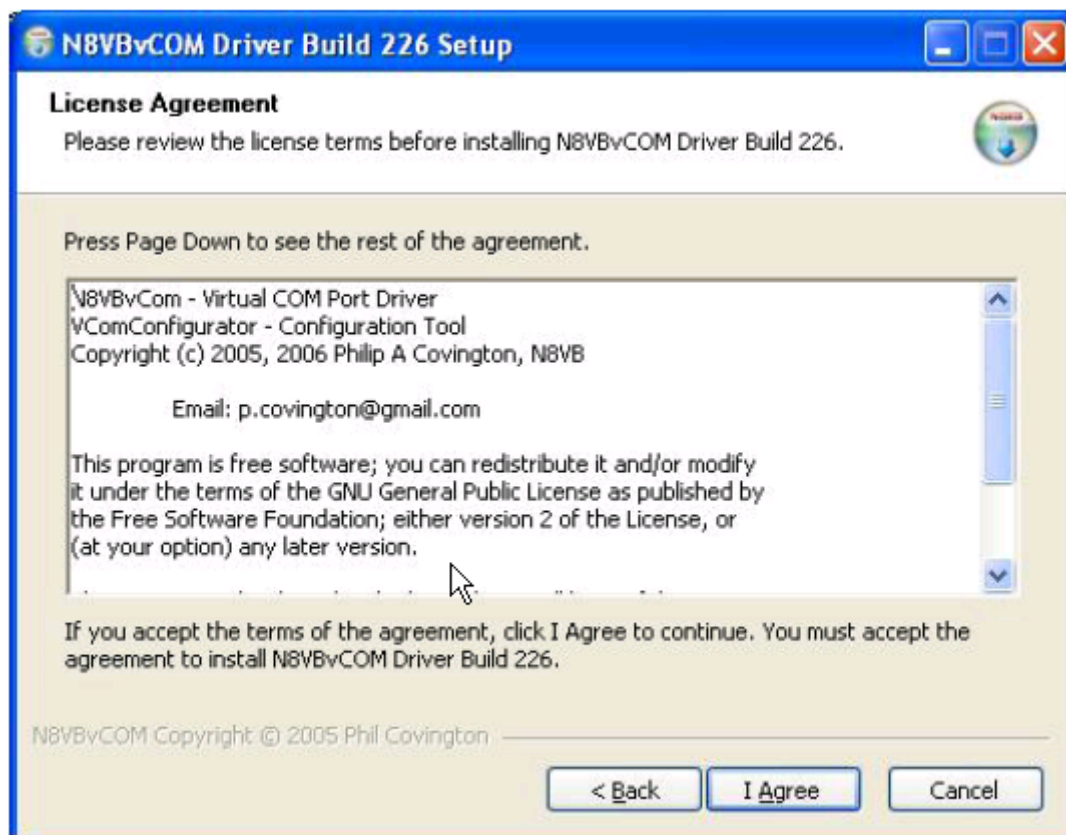 N8VBvCOM Driver Build 226 Setup
License Agreement
Please review the license terms before installing N8VBvCOM Driver Build 226.
Press Page Down to see the rest of the agreement.
N8VBvCom - Virtual COM Port Driver
VComConfigurator - Configuration Tool
Copyright (c) 2005, 2006 Philip A Covington, N8VB
Email: p.covington@gmail.com
This program is free software; you can redistribute it and/or modify
it under the terms of the GNU General Public License as published by
the Free Software Foundation; either version 2 of the License, or
(at your option) any later version.
If you accept the terms of the agreement, click I Agree to continue. You must accept the
agreement to install N8VBvCOM Driver Build 226.
N8VBvCOM Copyright © 2005 Phil Covington
< Back I Agree Cancel